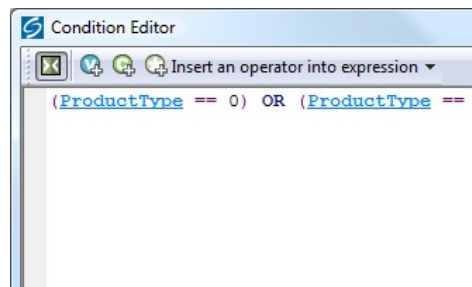 Condition Editor
Insert an operator into expression
(ProductType == 0) OR (ProductType ==